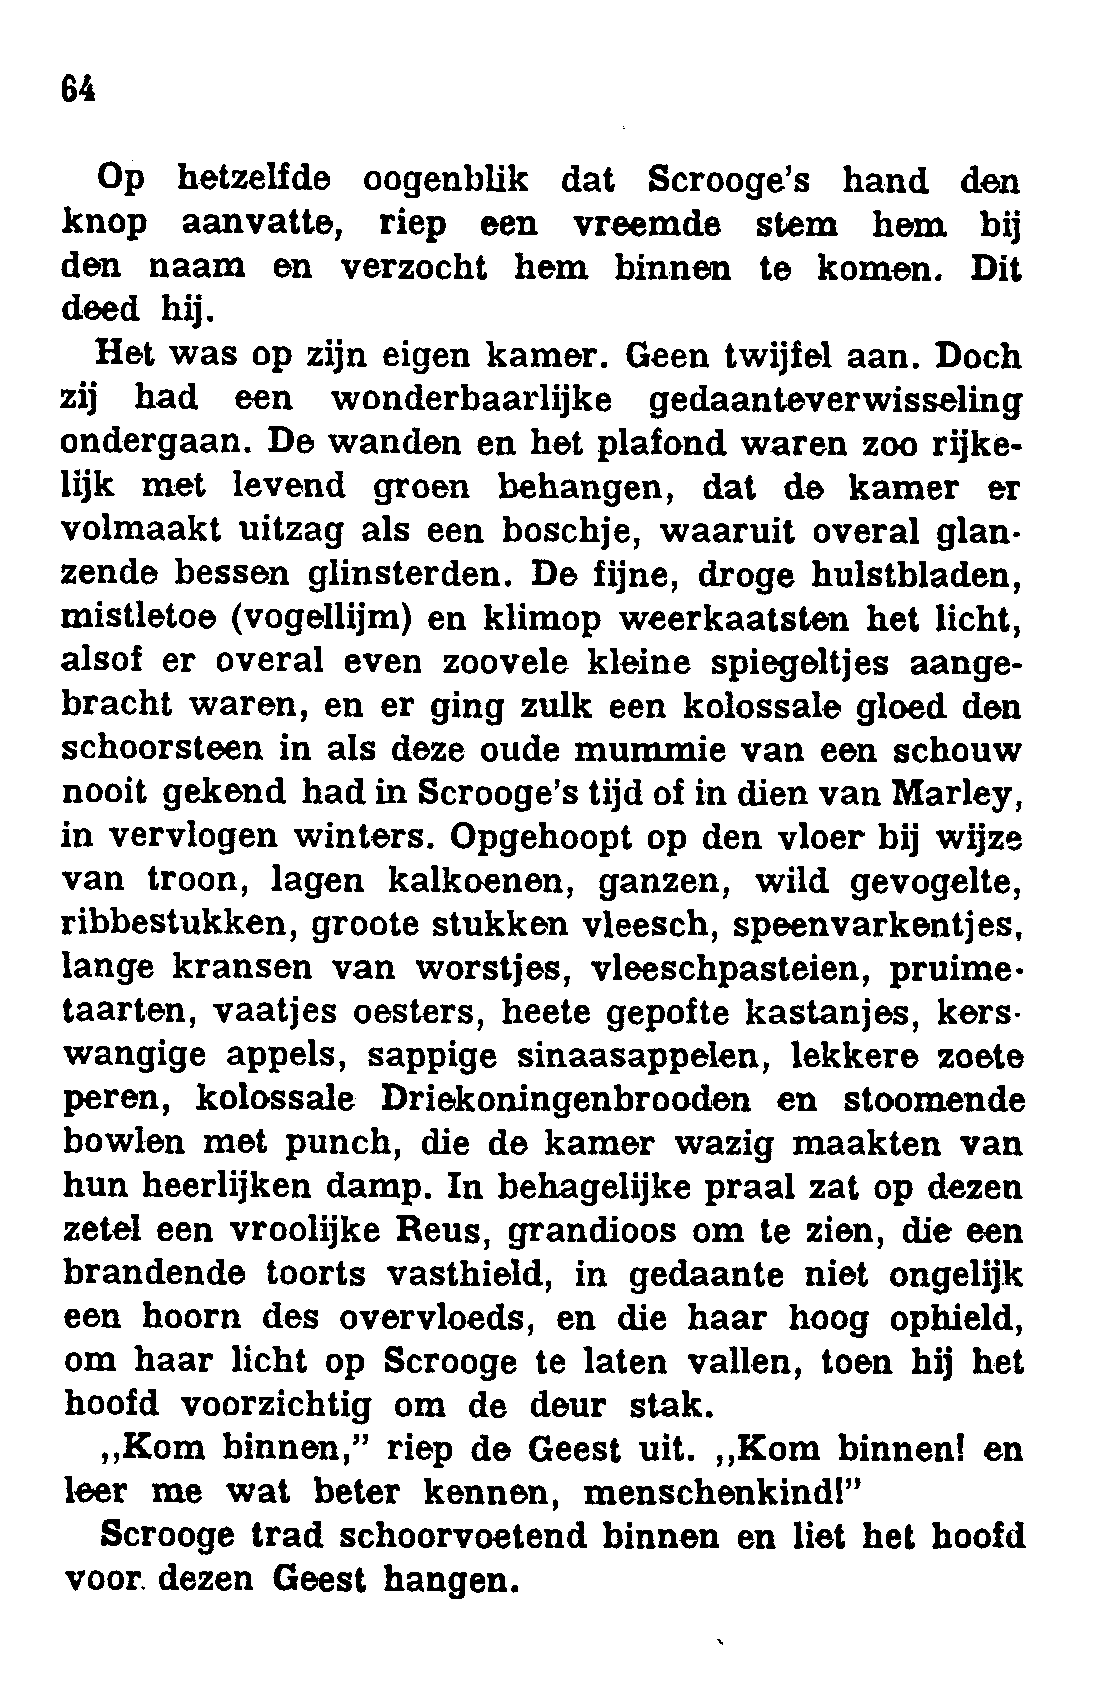 64
Op hetzelfde oogenblik dat Scrooge's hand den
knop aanvatte, riep een vreemde stem hem bij
den naam en verzocht hem binnen te komen. Dit
deed hij.
Het was op zijn eigen kamer. Geen twijfel aan. Doch
zij had een wonderbaarlijke gedaanteverwisseling
ondergaan. De wanden en het plafond waren zoo rijke-
lijk met levend groen behangen, dat de kamer er
volmaakt uitzag als een boschje, waaruit overal glan-
zende bessen glinsterden. De fijne, droge hulstbladen,
mistletoe (vogellijm) en klimop weerkaatsten het licht,
alsof er overal even zoovele kleine spiegeltjes aange-
bracht waren, en er ging zulk een kolossale gloed den
schoorsteen in als deze oude mummie van een schouw
nooit gekend had in Scrooge's tijd of in dien van Marley,
in vervlogen winters. Opgehoopt op den vloer bij wijze
van troon, lagen kalkoenen, ganzen, wild gevogelte,
ribbestukken, groote stukken vleesch, speenvarkentjes,
lange kransen van worstjes, vleeschpasteien, pruime-
taarten, vaatjes oesters, heete gepofte kastanjes, kers-
wangige appels, sappige sinaasappelen, lekkere zoete
peren, kolossale Driekoningenbrooden en stoomende
bowlen met punch, die de kamer wazig maakten van
hun heerlijken damp. In behagelijke praal zat op dezen
zetel een vroolijke Reus, grandioos om te zien, die een
brandende toorts vasthield, in gedaante niet ongelijk
een hoorn des overvloeds, en die haar hoog ophield,
om haar licht op Scrooge te laten vallen, toen hij het
hoofd voorzichtig om de deur stak.
,,Kom binnen," riep de Geest uit. ,,Kom binnen! en
leer me wat beter kennen, menschenkind!"
Scrooge trad schoorvoetend binnen en liet het hoofd
voor dezen Geest hangen.